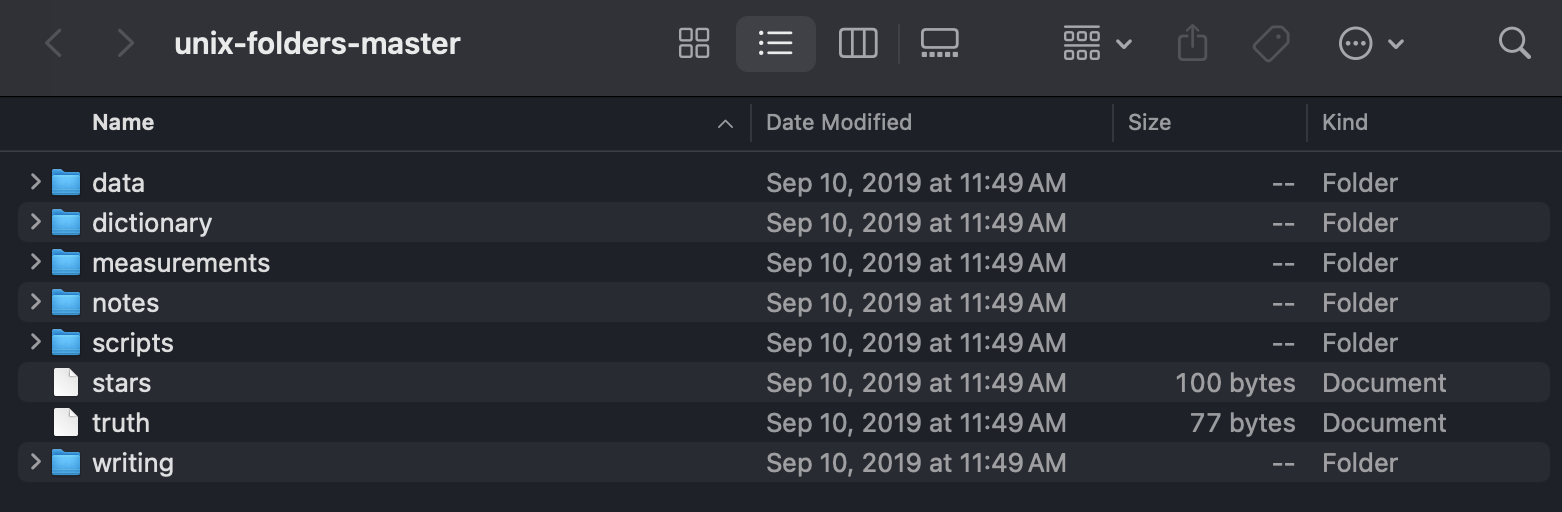 unix-folders-master
Name Date Modified Size Kind
data Sep 10, 2019 at 11:49 AM -- Folder
dictionary Sep 10, 2019 at 11:49 AM -- Folder
measurements Sep 10, 2019 at 11:49 AM -- Folder
notes Sep 10, 2019 at 11:49 AM -- Folder
scripts Sep 10, 2019 at 11:49 AM -- Folder
stars Sep 10, 2019 at 11:49 AM 100 bytes Document
truth Sep 10, 2019 at 11:49 AM 77 bytes Document
writing Sep 10, 2019 at 11:49 AM -- Folder